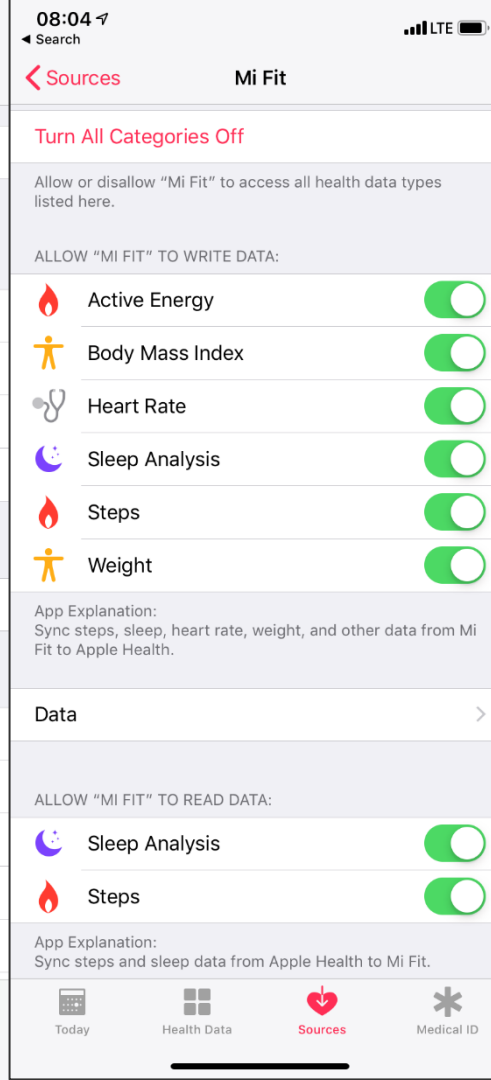 08:04
◀ Search
LTE
Sources
Mi Fit
Turn All Categories Off
Allow or disallow “Mi Fit” to access all health data types
listed here.
ALLOW “MI FIT” TO WRITE DATA:
Active Energy
Body Mass Index
Heart Rate
Sleep Analysis
Steps
Weight
App Explanation:
Sync steps, sleep, heart rate, weight, and other data from Mi
Fit to Apple Health.
Data
ALLOW “MI FIT” TO READ DATA:
Sleep Analysis
Steps
App Explanation:
Sync steps and sleep data from Apple Health to Mi Fit.
Today
Health Data
Sources
Medical ID